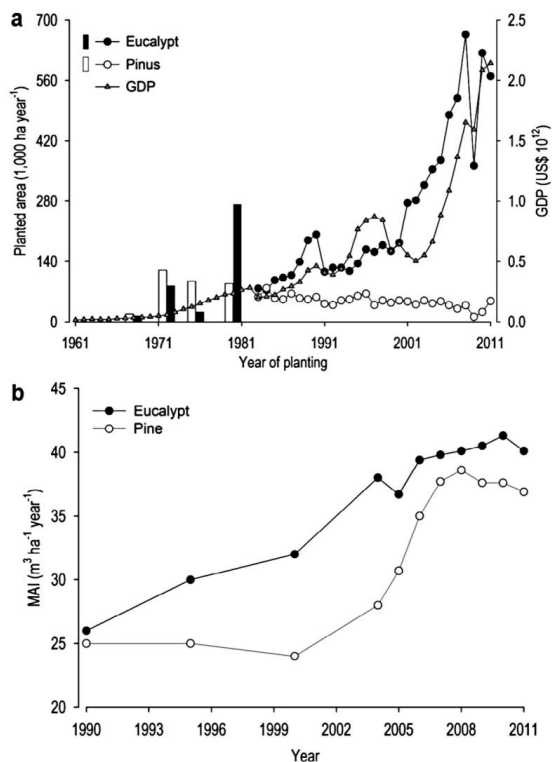 a
Eucalypt
Pinus
GDP
Planted area (1,000 ha year⁻¹)
700
560
420
280
140
0
GDP (US$ 10¹²)
2.5
2.0
1.5
1.0
0.5
0.0
1961 1971 1981 1991 2001 2011
Year of planting
b
Eucalypt
Pine
MAI (m³ ha⁻¹ year⁻¹)
45
40
35
30
25
20
1990 1993 1996 1999 2002 2005 2008 2011
Year